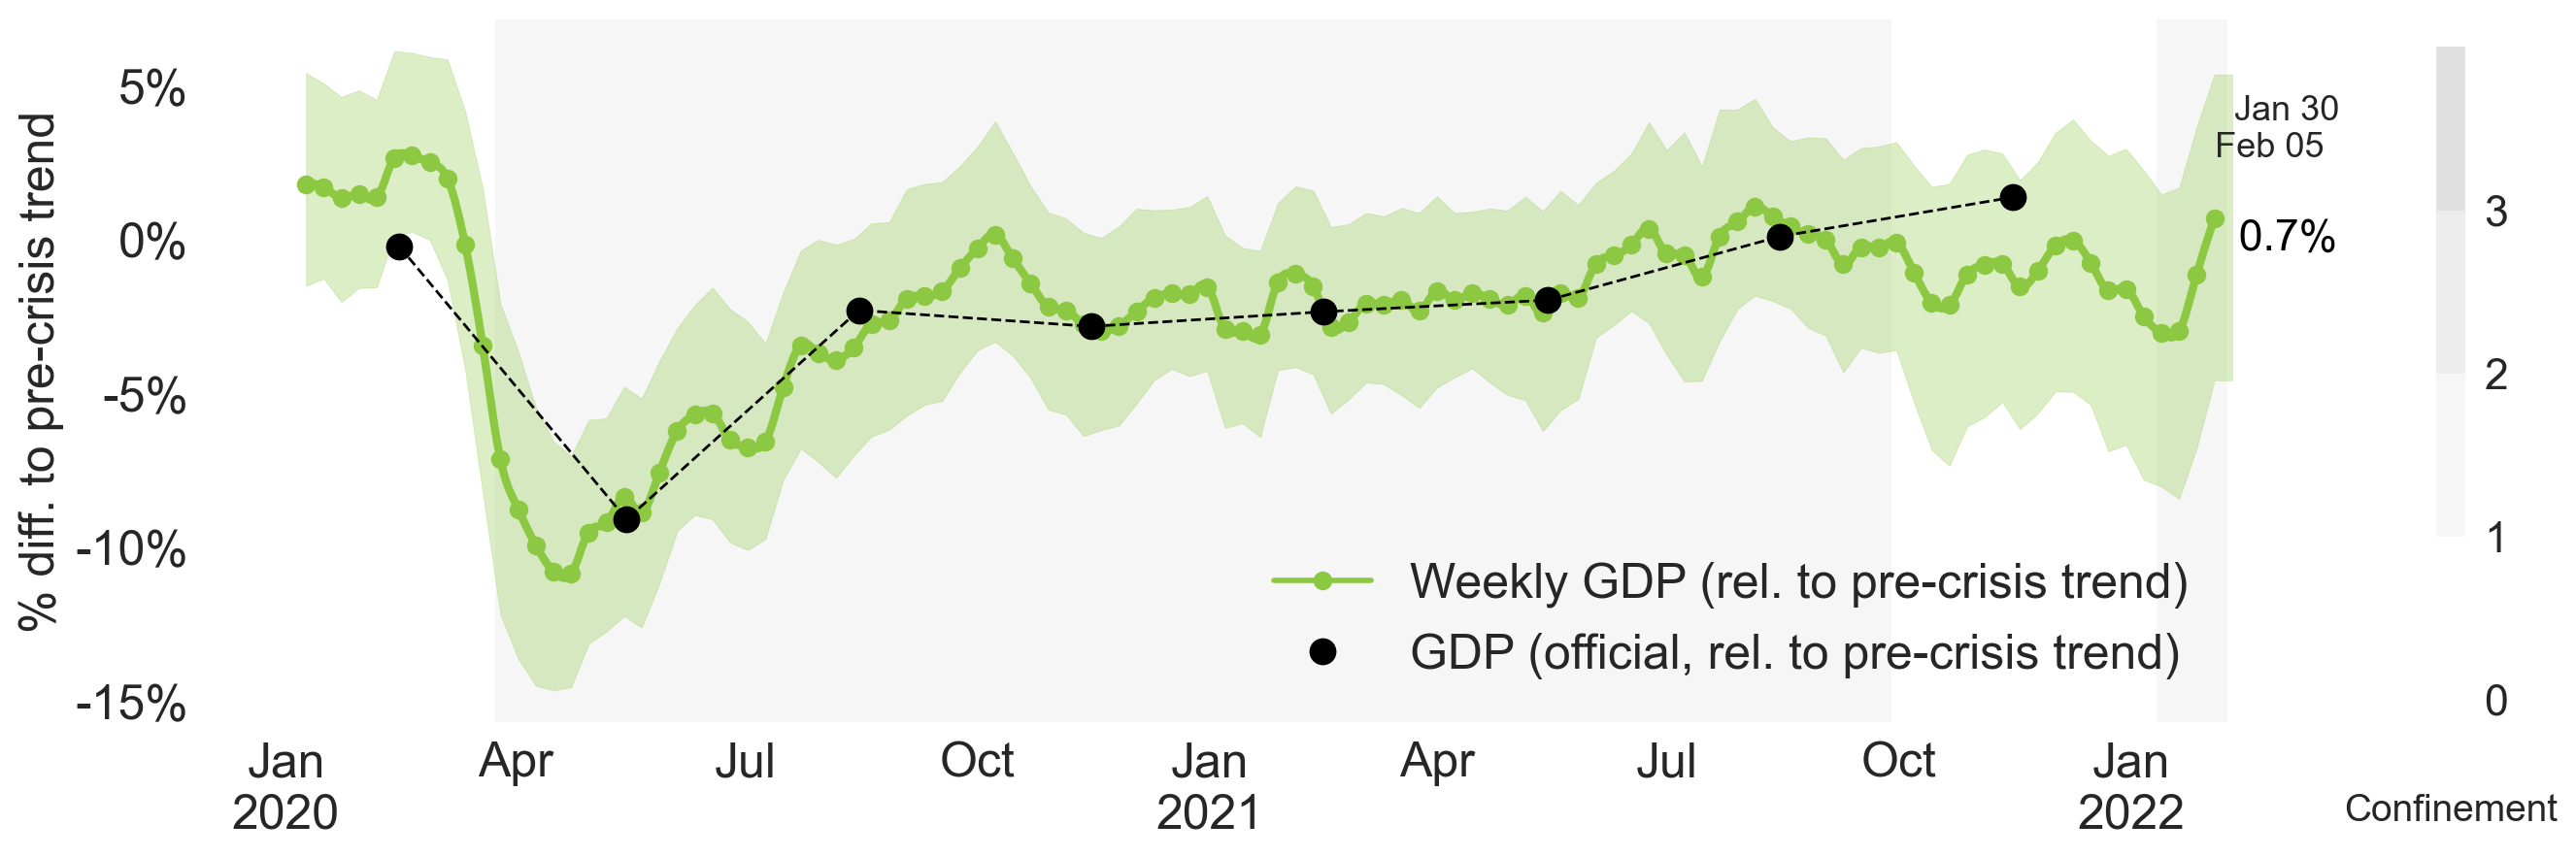 % diff. to pre-crisis trend
5%
0%
-5%
-10%
-15%
Jan 30
Feb 05
0.7%
3
2
1
0
Weekly GDP (rel. to pre-crisis trend)
GDP (official, rel. to pre-crisis trend)
Jan Apr Jul Oct Jan Apr Jul Oct Jan
2020 2021 2022
Confinement